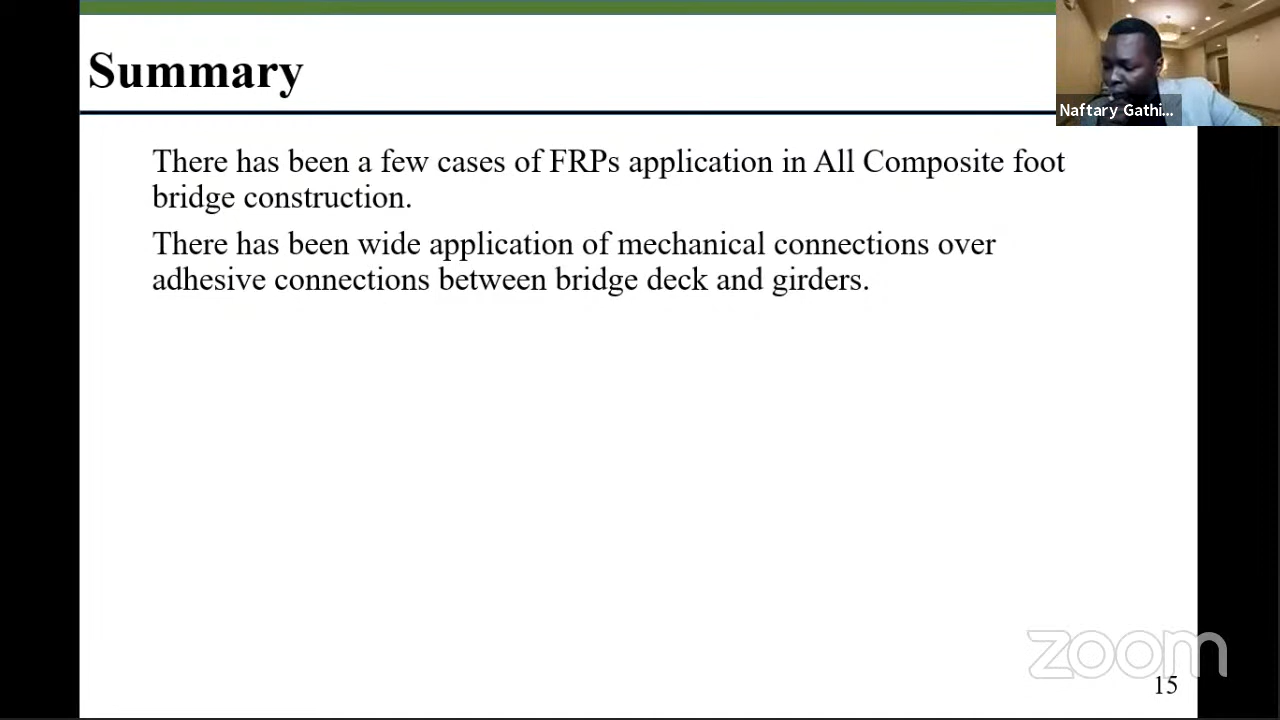 Summary
Naftary Gathi...
There has been a few cases of FRPs application in All Composite foot
bridge construction.
There has been wide application of mechanical connections over
adhesive connections between bridge deck and girders.
zoom
15